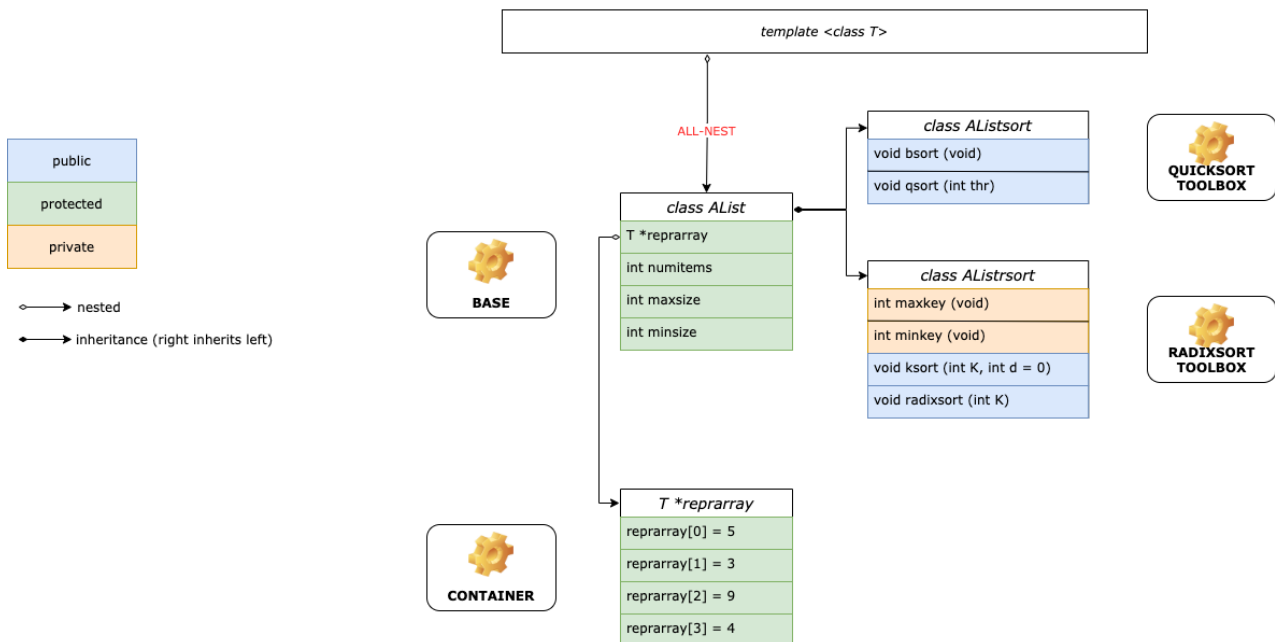 template <class T>
ALL-NEST
public
protected
private
nested
inheritance (right inherits left)
BASE
class AList
T *reprarray
int numitems
int maxsize
int minsize
class AListsort
void bsort (void)
void qsort (int thr)
QUICKSORT
TOOLBOX
class AListrsort
int maxkey (void)
int minkey (void)
void ksort (int K, int d = 0)
void radixsort (int K)
RADIXSORT
TOOLBOX
CONTAINER
T *reprarray
reprarray[0] = 5
reprarray[1] = 3
reprarray[2] = 9
reprarray[3] = 4